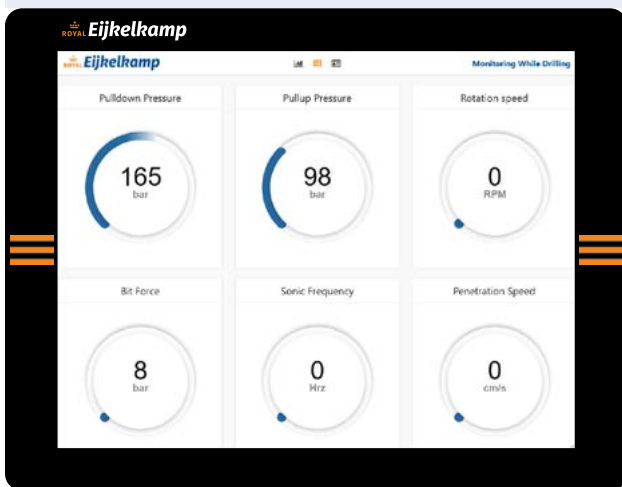 ROYAL Eijkelkamp
ROYAL Eijkelkamp
Monitoring While Drilling
Pulldown Pressure
Pullup Pressure
Rotation speed
165
bar
98
bar
0
RPM
Bit Force
Sonic Frequency
Penetration Speed
8
bar
0
Hrz
0
cm/s